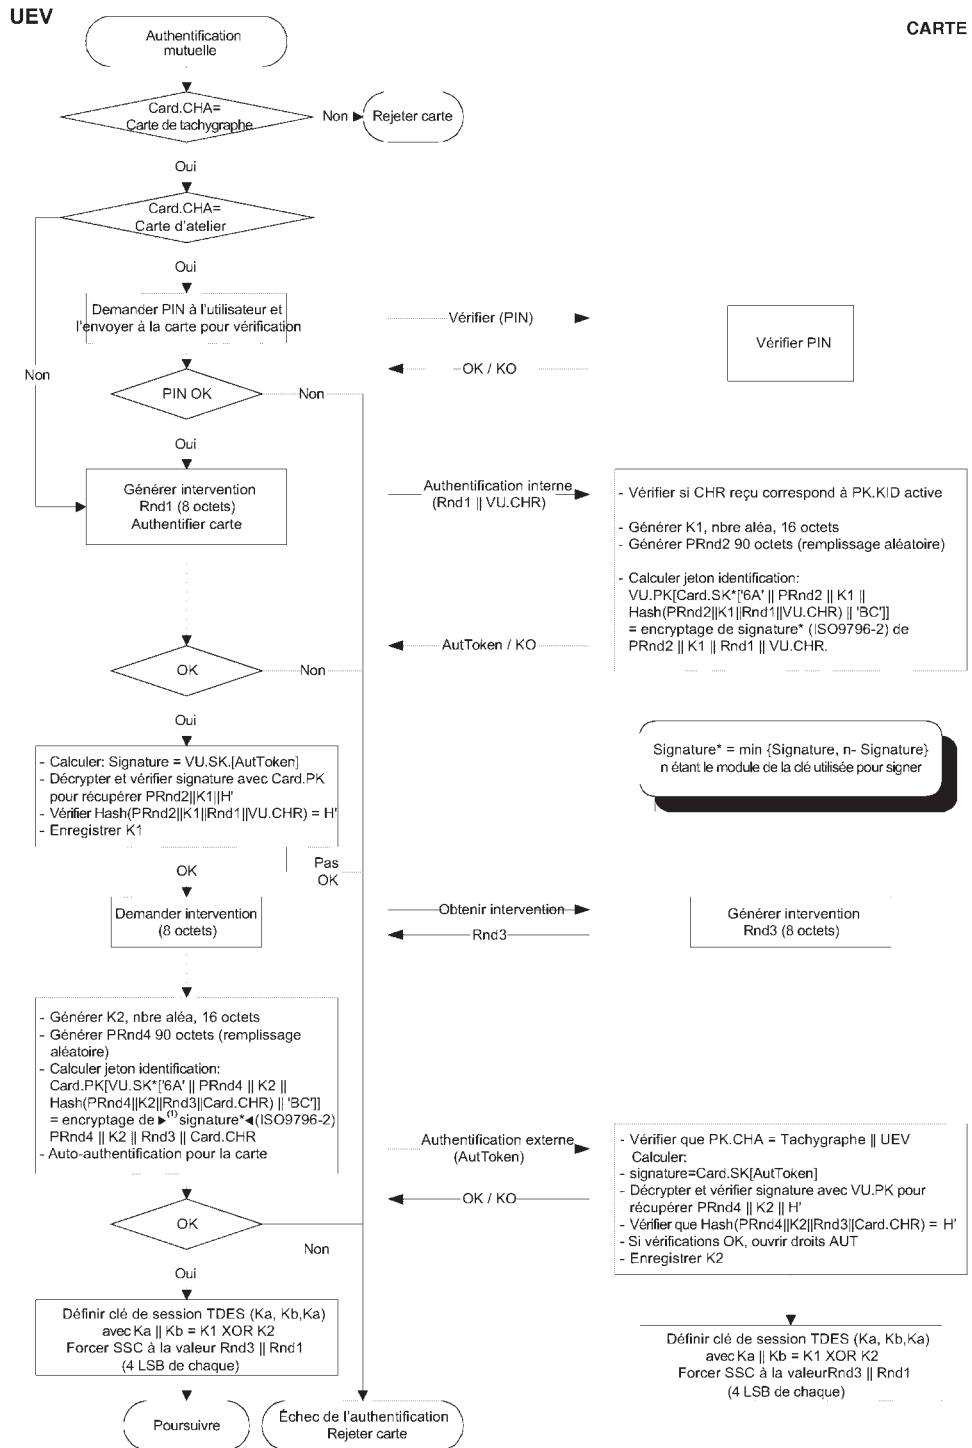 UEV
CARTE
Authentification
mutuelle
Card.CHA=
Carte de tachygraphe
Non
Rejeter carte
Oui
Card.CHA=
Carte d'atelier
Oui
Demander PIN à l'utilisateur et
l'envoyer à la carte pour vérification
Vérifier (PIN)
Vérifier PIN
OK / KO
Non
PIN OK
Non
Oui
Générer intervention
Rnd1 (8 octets)
Authentifier carte
Authentification interne
(Rnd1 || VU.CHR)
- Vérifier si CHR reçu correspond à PK.KID active
- Générer K1, nbre aléa, 16 octets
- Générer PRnd2 90 octets (remplissage aléatoire)
- Calculer jeton identification:
VU.PK[Card.SK*['6A' || PRnd2 || K1 ||
Hash(PRnd2||K1||Rnd1||VU.CHR) || 'BC']]
= encryptage de signature* (ISO9796-2) de
PRnd2 || K1 || Rnd1 || VU.CHR.
AutToken / KO
OK
Non
Oui
Signature* = min {Signature, n- Signature}
n étant le module de la clé utilisée pour signer
- Calculer: Signature = VU.SK.[AutToken]
- Décrypter et vérifier signature avec Card.PK
pour récupérer PRnd2||K1||H'
- Vérifier Hash(PRnd2||K1||Rnd1||VU.CHR) = H'
- Enregistrer K1
OK
Pas
OK
Demander intervention
(8 octets)
Obtenir intervention
Rnd3
Générer intervention
Rnd3 (8 octets)
- Générer K2, nbre aléa, 16 octets
- Générer PRnd4 90 octets (remplissage
aléatoire)
- Calculer jeton identification:
Card.PK[VU.SK*['6A' || PRnd4 || K2 ||
Hash(PRnd4||K2||Rnd3||Card.CHR) || 'BC']]
= encryptage de ►(1) signature*◄(ISO9796-2)
PRnd4 || K2 || Rnd3 || Card.CHR
- Auto-authentification pour la carte
Authentification externe
(AutToken)
OK / KO
- Vérifier que PK.CHA = Tachygraphe || UEV
Calculer:
- signature=Card.SK[AutToken]
- Décrypter et vérifier signature avec VU.PK pour
récupérer PRnd4 || K2 || H'
- Vérifier que Hash(PRnd4||K2||Rnd3||Card.CHR) = H'
- Si vérifications OK, ouvrir droits AUT
- Enregistrer K2
OK
Non
Oui
Définir clé de session TDES (Ka, Kb,Ka)
avec Ka || Kb = K1 XOR K2
Forcer SSC à la valeur Rnd3 || Rnd1
(4 LSB de chaque)
Définir clé de session TDES (Ka, Kb,Ka)
avec Ka || Kb = K1 XOR K2
Forcer SSC à la valeurRnd3 || Rnd1
(4 LSB de chaque)
Poursuivre
Échec de l'authentification
Rejeter carte